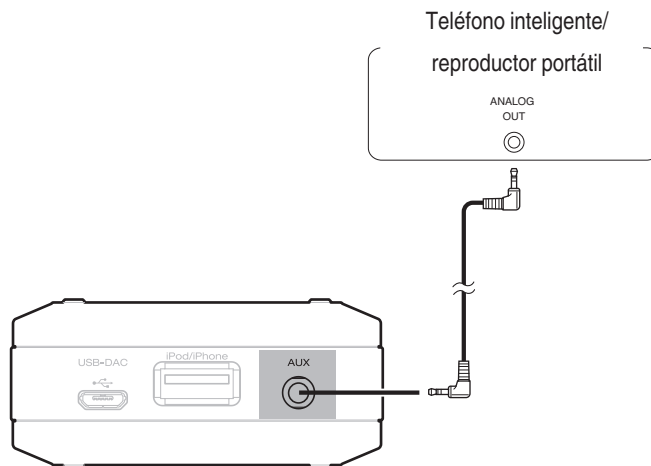 Teléfono inteligente/
reproductor portátil
ANALOG
OUT
USB-DAC
iPod/iPhone
AUX